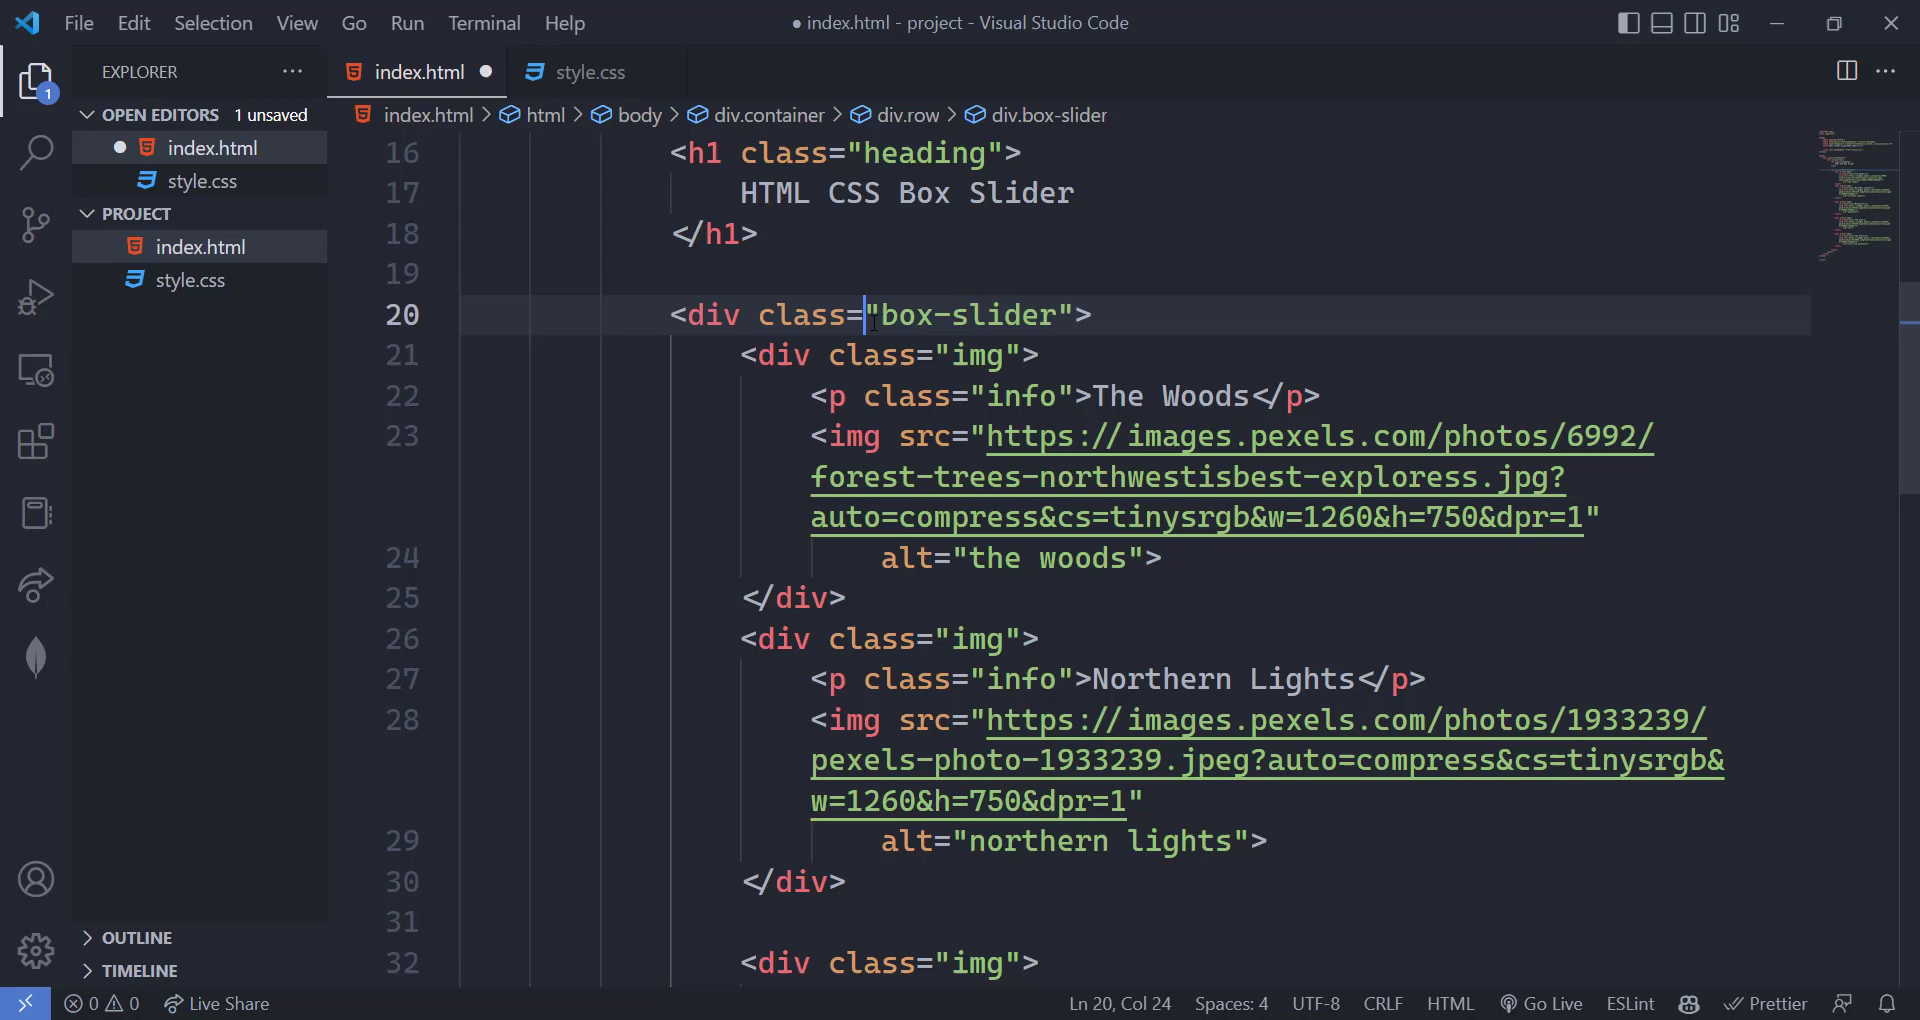 File Edit Selection View Go Run Terminal Help
● index.html - project - Visual Studio Code
EXPLORER
index.html
style.css
OPEN EDITORS 1 unsaved
index.html > html > body > div.container > div.row > div.box-slider
index.html
style.css
PROJECT
index.html
style.css
16 <h1 class="heading">
17 HTML CSS Box Slider
18 </h1>
19
20 <div class="box-slider">
21 <div class="img">
22 <p class="info">The Woods</p>
23 <img src="https://images.pexels.com/photos/6992/
forest-trees-northwestisbest-exploress.jpg?
auto=compress&cs=tinysrgb&w=1260&h=750&dpr=1"
24 alt="the woods">
25 </div>
26 <div class="img">
27 <p class="info">Northern Lights</p>
28 <img src="https://images.pexels.com/photos/1933239/
pexels-photo-1933239.jpeg?auto=compress&cs=tinysrgb&
w=1260&h=750&dpr=1"
29 alt="northern lights">
30 </div>
31
32 <div class="img">
1
OUTLINE
TIMELINE
0 0 Live Share
Ln 20, Col 24 Spaces: 4 UTF-8 CRLF HTML Go Live ESLint Prettier